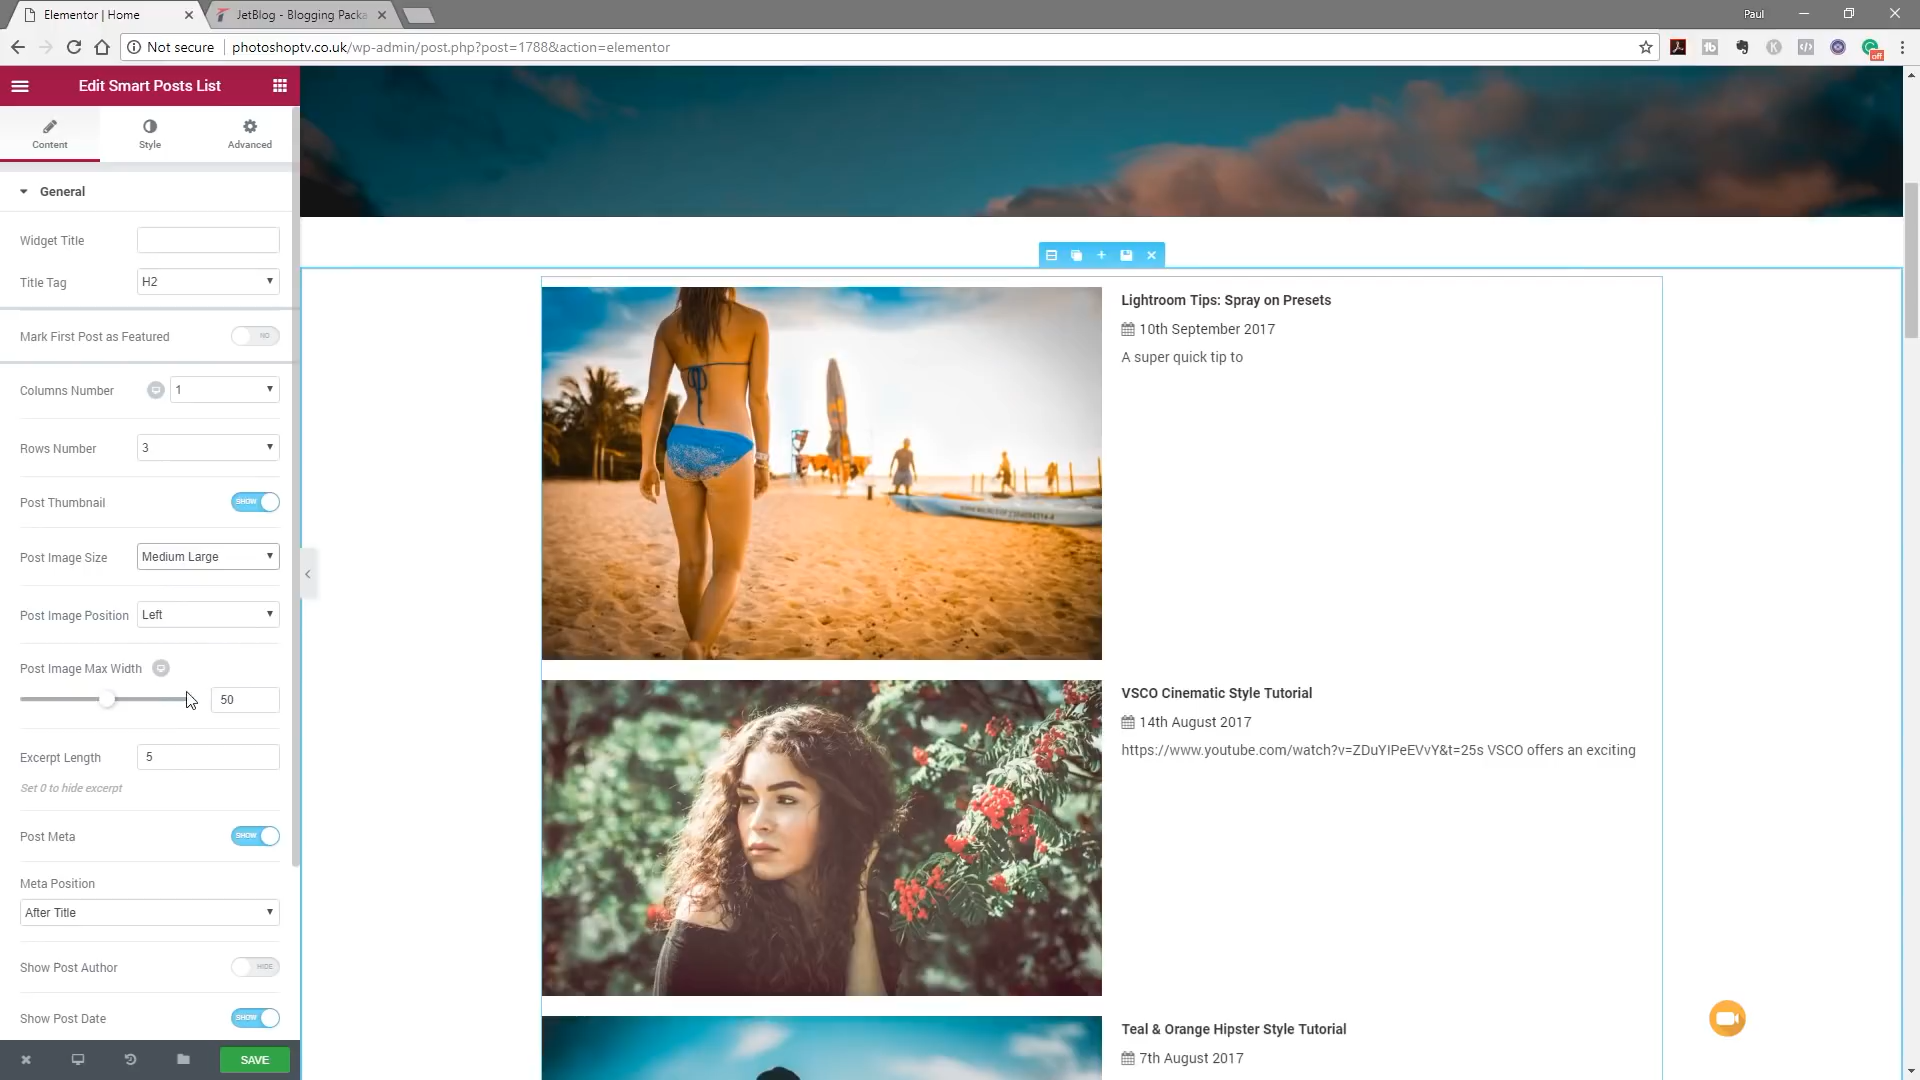 Elementor | Home
JetBlog - Blogging Packa
Paul
Not secure
photoshoptv.co.uk/wp-admin/post.php?post=1788&action=elementor
off
Edit Smart Posts List
Content
Style
Advanced
General
Widget Title
Title Tag
H2
Mark First Post as Featured
NO
Columns Number
1
Rows Number
3
Post Thumbnail
SHOW
Post Image Size
Medium Large
Post Image Position
Left
Post Image Max Width
50
Excerpt Length
5
Set 0 to hide excerpt
Post Meta
SHOW
Meta Position
After Title
Show Post Author
HIDE
Show Post Date
SHOW
SAVE
Lightroom Tips: Spray on Presets
10th September 2017
A super quick tip to
VSCO Cinematic Style Tutorial
14th August 2017
https://www.youtube.com/watch?v=ZDuYIPeEVvY&t=25s VSCO offers an exciting
Teal & Orange Hipster Style Tutorial
7th August 2017